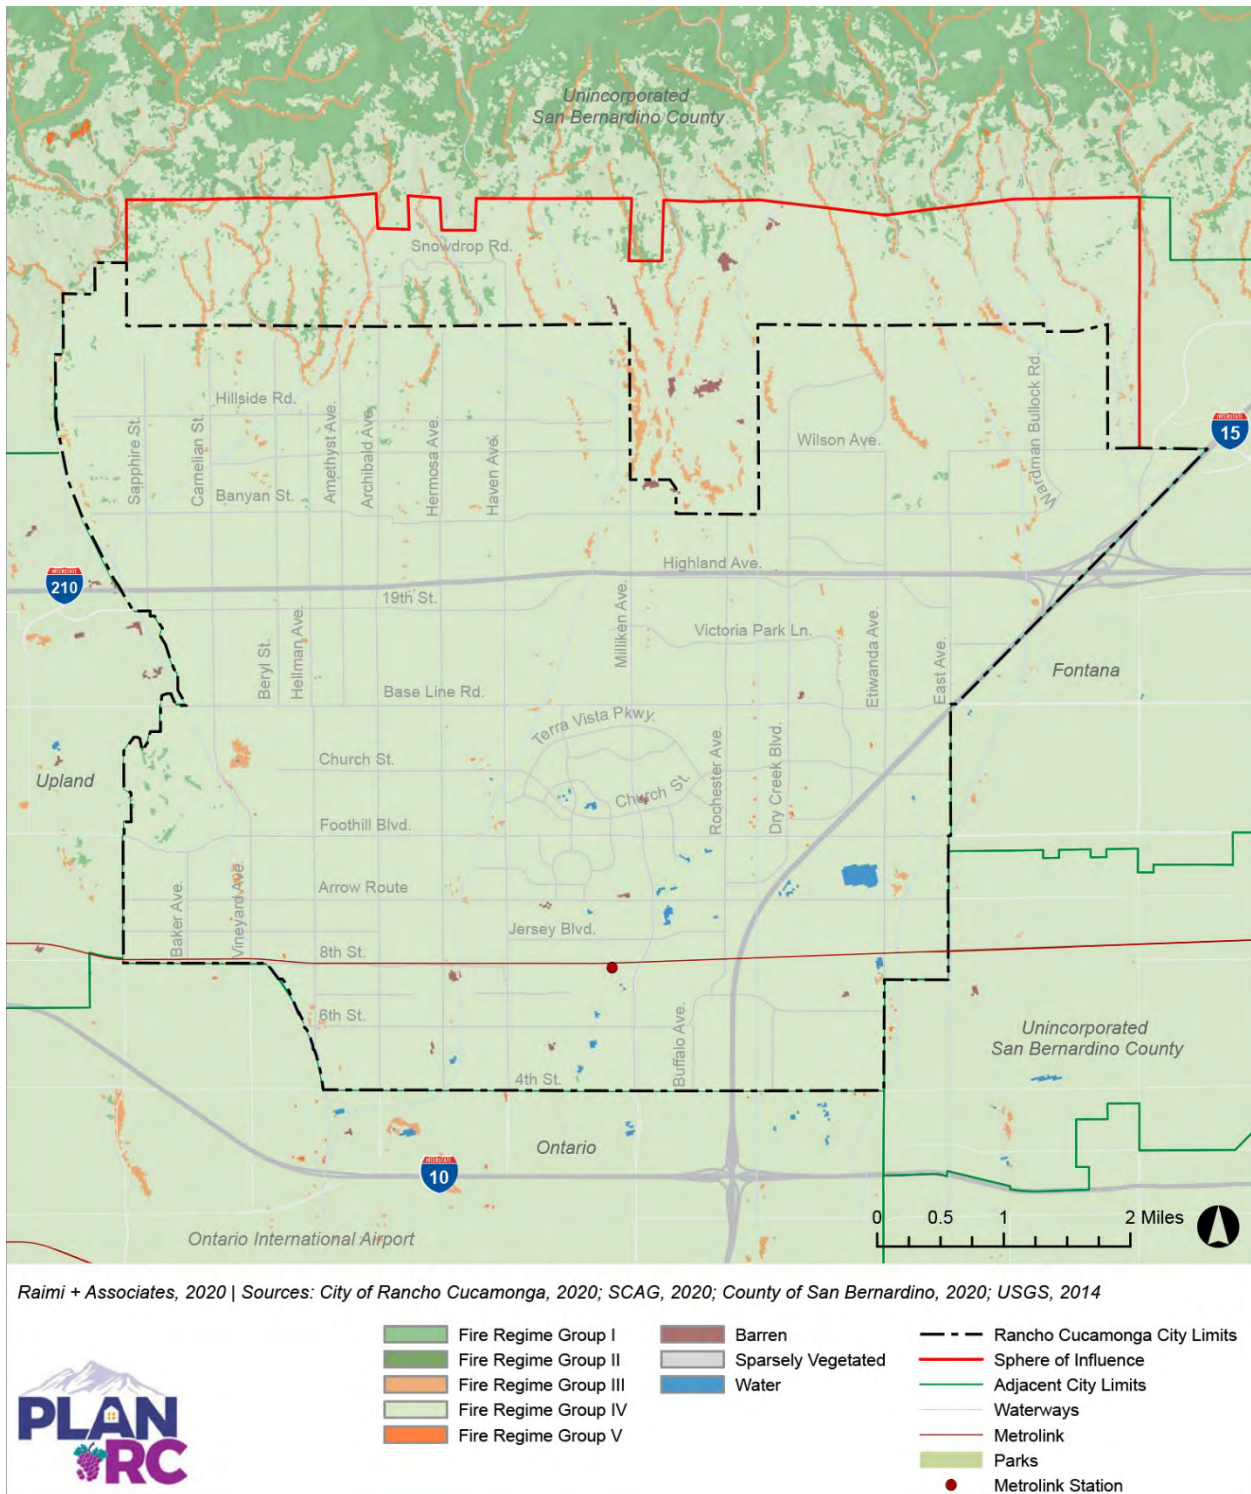 Unincorporated
San Bernardino County
Snowdrop Rd.
Hillside Rd.
Sapphire St.
Carnelian St.
Amethyst Ave.
Archibald Ave.
Hermosa Ave.
Haven Ave.
Wilson Ave.
Wardman Bullock Rd.
INTERSTATE
15
Banyan St.
INTERSTATE
210
Highland Ave.
19th St.
Beryl St.
Hellman Ave.
Milliken Ave.
Victoria Park Ln.
Etiwanda Ave.
East Ave.
Fontana
Base Line Rd.
Terra Vista Pkwy.
Upland
Church St.
Church St.
Rochester Ave.
Dry Creek Blvd.
Foothill Blvd.
Arrow Route
Baker Ave.
Vineyard Ave.
Jersey Blvd.
8th St.
6th St.
Buffalo Ave.
Unincorporated
San Bernardino County
4th St.
Ontario
INTERSTATE
10
Ontario International Airport
0 0.5 1 2 Miles
Raimi + Associates, 2020 | Sources: City of Rancho Cucamonga, 2020; SCAG, 2020; County of San Bernardino, 2020; USGS, 2014
PLAN
RC
Fire Regime Group I
Fire Regime Group II
Fire Regime Group III
Fire Regime Group IV
Fire Regime Group V
Barren
Sparsely Vegetated
Water
Rancho Cucamonga City Limits
Sphere of Influence
Adjacent City Limits
Waterways
Metrolink
Parks
Metrolink Station